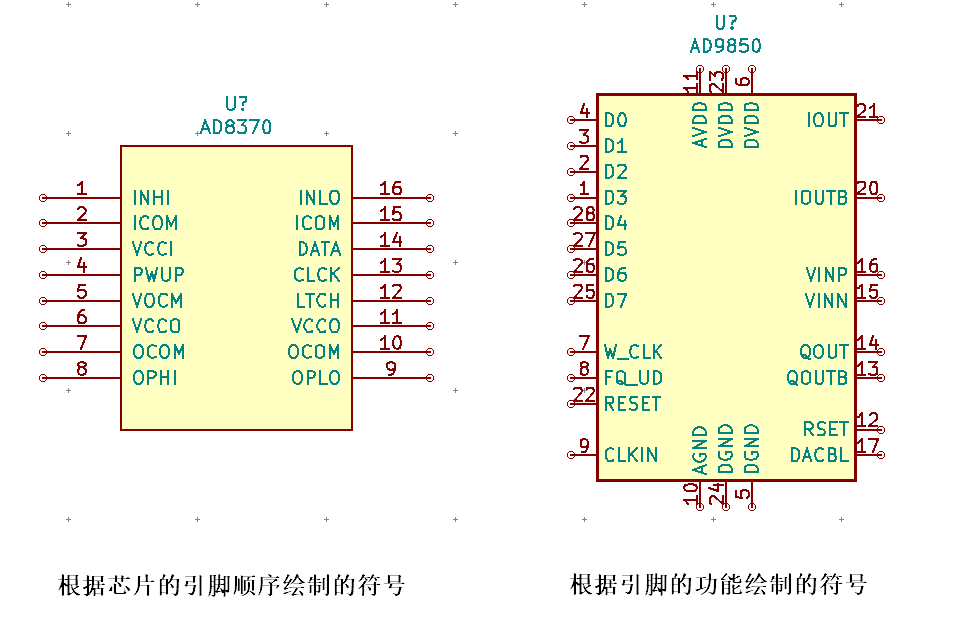 U?
AD8370
1 INHI INLO 16
2 ICOM ICOM 15
3 VCCI DATA 14
4 PWUP CLCK 13
5 VOCM LTCH 12
6 VCCO VCCO 11
7 OCOM OCOM 10
8 OPHI OPLO 9
根据芯片的引脚顺序绘制的符号
U?
AD9850
11 23 6
AVDD DVDD DVDD
4 D0 IOUT 21
3 D1
2 D2
1 D3 IOUTB 20
28 D4
27 D5
26 D6 VINP 16
25 D7 VINN 15
7 W_CLK QOUT 14
8 FQ_UD QOUTB 13
22 RESET
RSET 12
9 CLKIN DACBL 17
AGND DGND DGND
10 24 5
根据引脚的功能绘制的符号